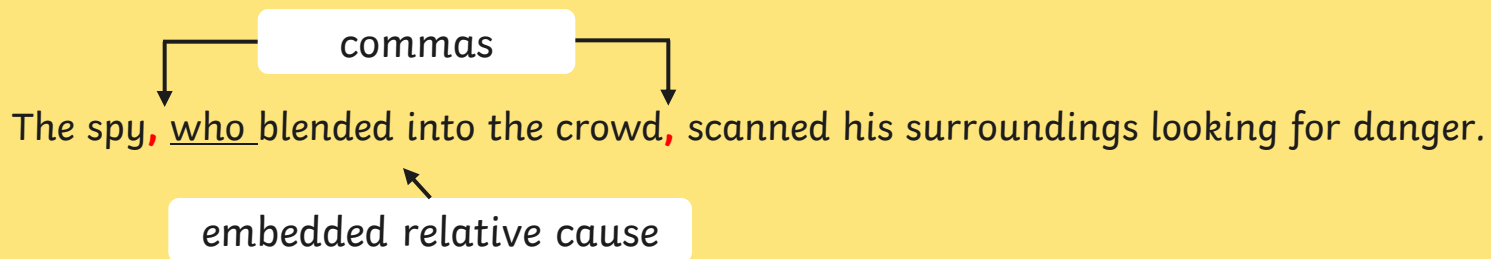 commas
The spy, who blended into the crowd, scanned his surroundings looking for danger.
embedded relative cause